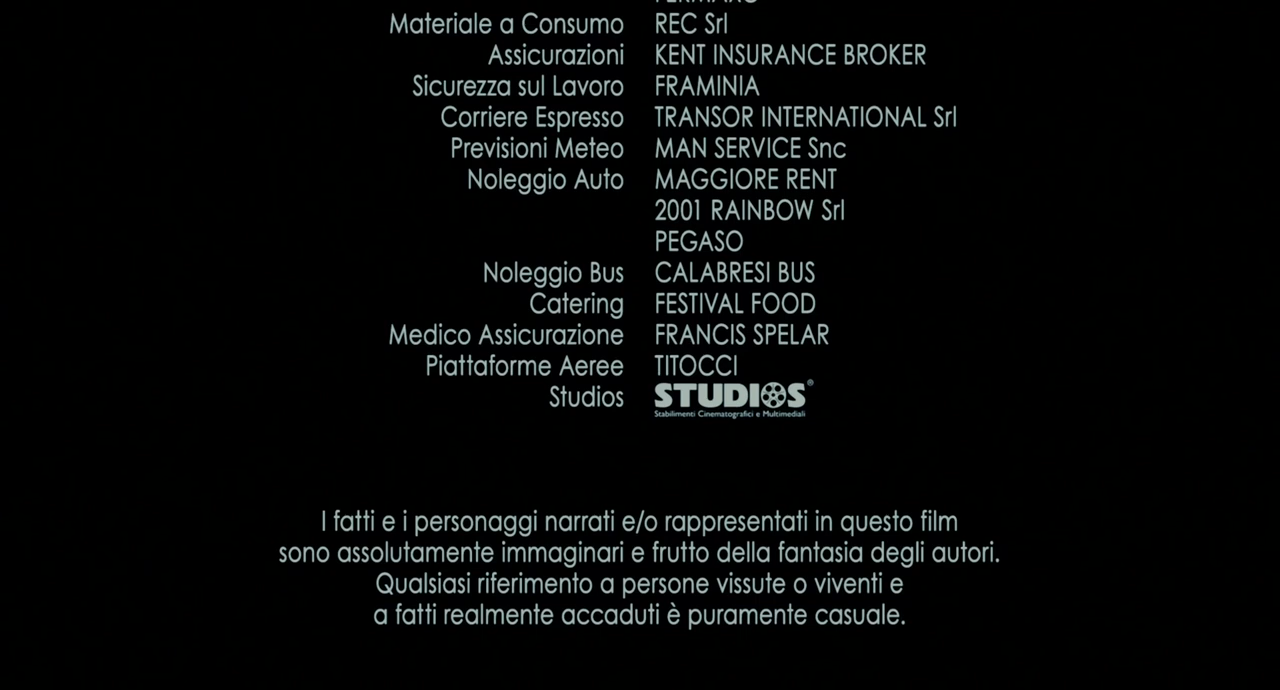 Materiale a Consumo REC Srl
Assicurazioni KENT INSURANCE BROKER
Sicurezza sul Lavoro FRAMINIA
Corriere Espresso TRANSOR INTERNATIONAL Srl
Previsioni Meteo MAN SERVICE Snc
Noleggio Auto MAGGIORE RENT
2001 RAINBOW Srl
PEGASO
Noleggio Bus CALABRESI BUS
Catering FESTIVAL FOOD
Medico Assicurazione FRANCIS SPELAR
Piattaforme Aeree TITOCCI
Studios STUDIOS®
Stabilimenti Cinematografici e Multimediali
I fatti e i personaggi narrati e/o rappresentati in questo film
sono assolutamente immaginari e frutto della fantasia degli autori.
Qualsiasi riferimento a persone vissute o viventi e
a fatti realmente accaduti è puramente casuale.